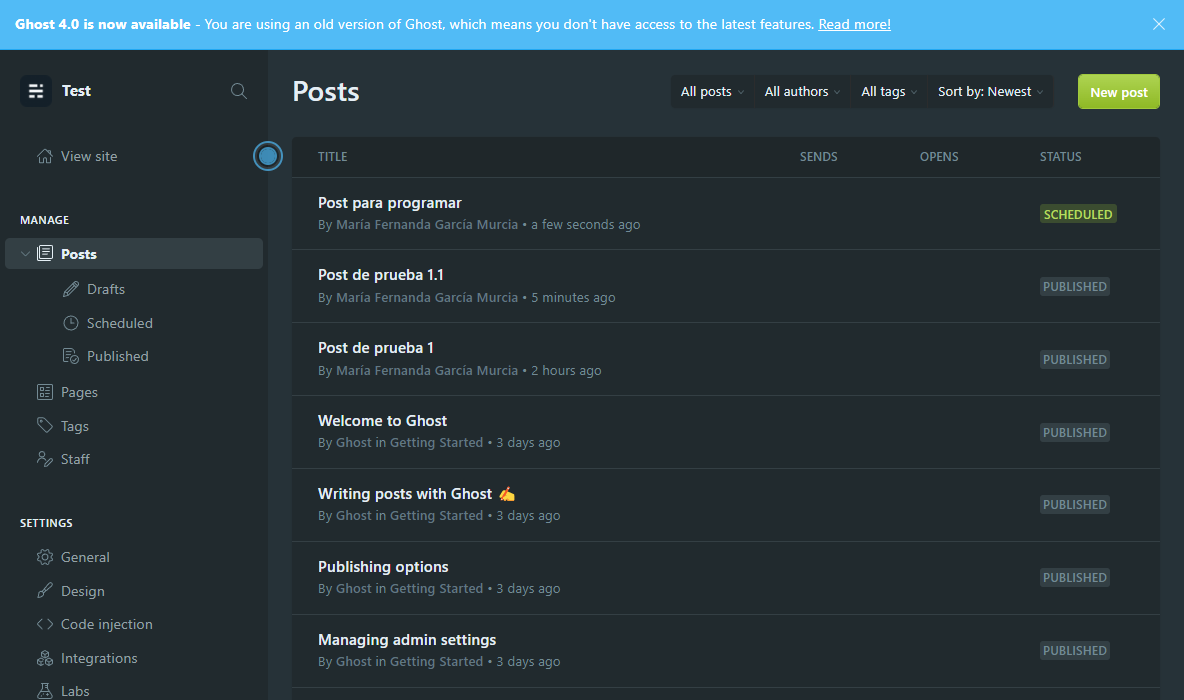 Ghost 4.0 is now available - You are using an old version of Ghost, which means you don't have access to the latest features. Read more!
Test
View site
MANAGE
Posts
Drafts
Scheduled
Published
Pages
Tags
Staff
SETTINGS
General
Design
Code injection
Integrations
Labs
Posts
All posts All authors All tags Sort by: Newest New post
TITLE SENDS OPENS STATUS
Post para programar
By María Fernanda García Murcia • a few seconds ago
SCHEDULED
Post de prueba 1.1
By María Fernanda García Murcia • 5 minutes ago
PUBLISHED
Post de prueba 1
By María Fernanda García Murcia • 2 hours ago
PUBLISHED
Welcome to Ghost
By Ghost in Getting Started • 3 days ago
PUBLISHED
Writing posts with Ghost ✍️
By Ghost in Getting Started • 3 days ago
PUBLISHED
Publishing options
By Ghost in Getting Started • 3 days ago
PUBLISHED
Managing admin settings
By Ghost in Getting Started • 3 days ago
PUBLISHED